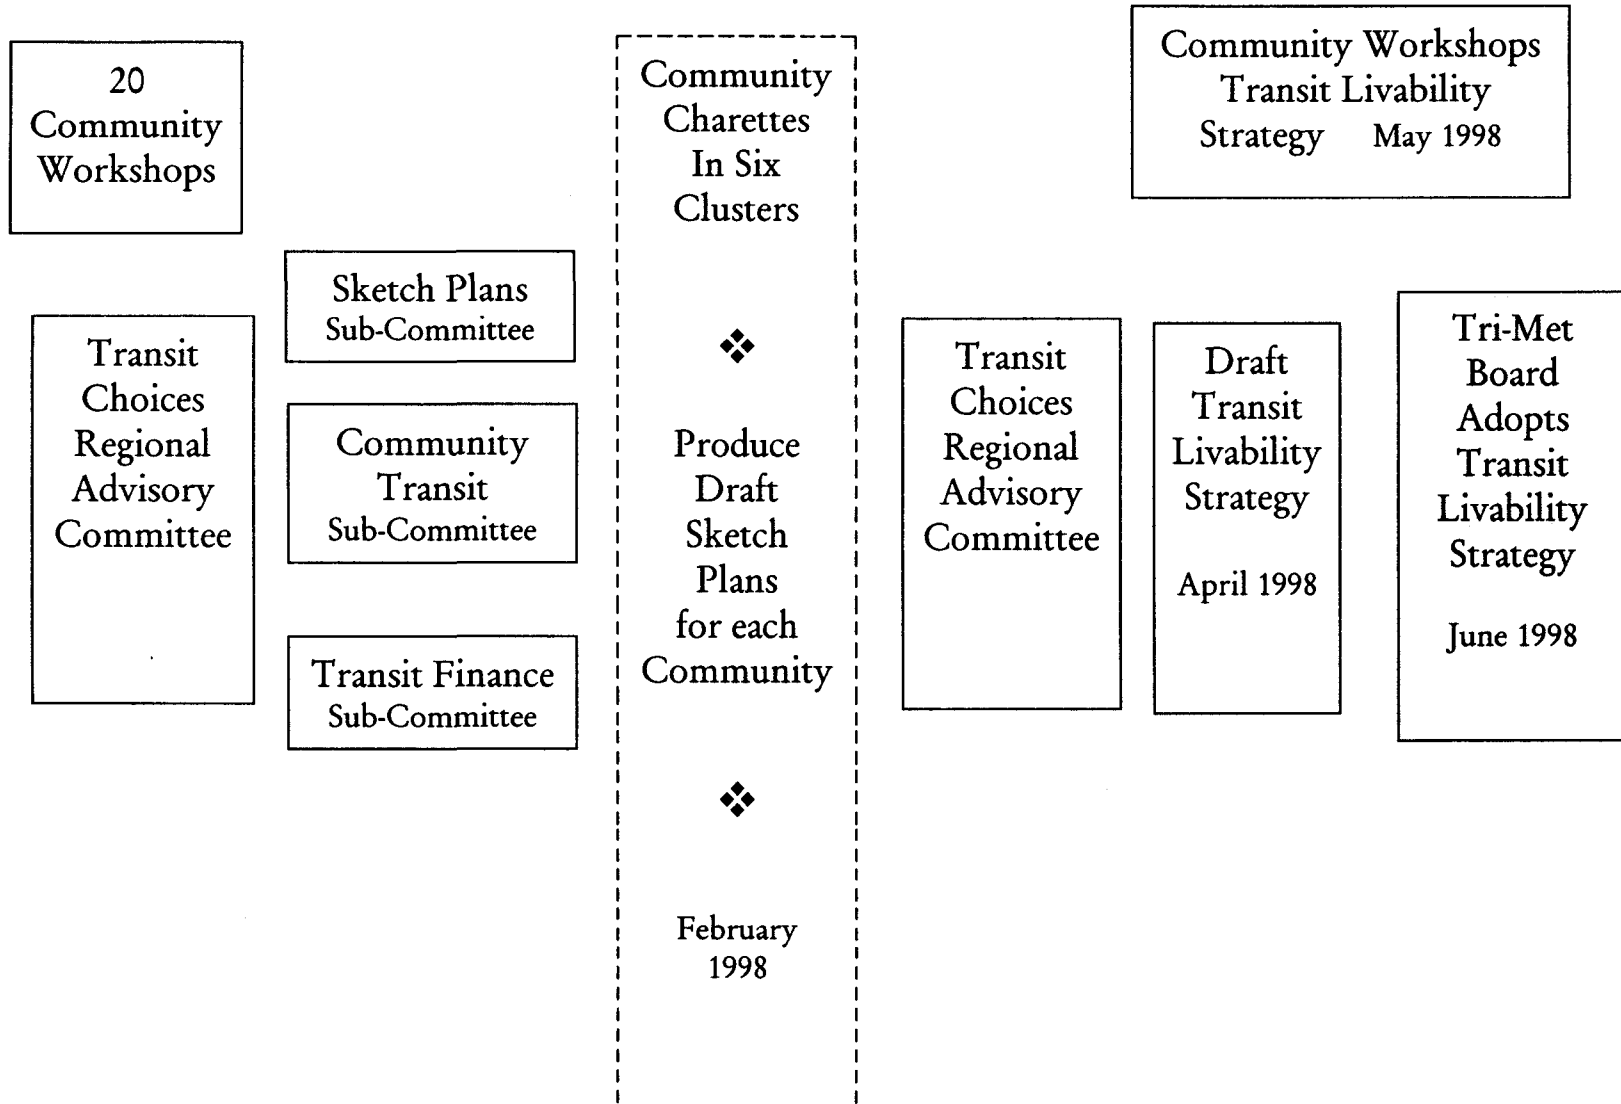 20
Community
Workshops
Transit
Choices
Regional
Advisory
Committee
Sketch Plans
Sub-Committee
Community
Transit
Sub-Committee
Transit Finance
Sub-Committee
Community
Charettes
In Six
Clusters
Produce
Draft
Sketch
Plans
for each
Community
February
1998
Community Workshops
Transit Livability
Strategy May 1998
Transit
Choices
Regional
Advisory
Committee
Draft
Transit
Livability
Strategy
April 1998
Tri-Met
Board
Adopts
Transit
Livability
Strategy
June 1998